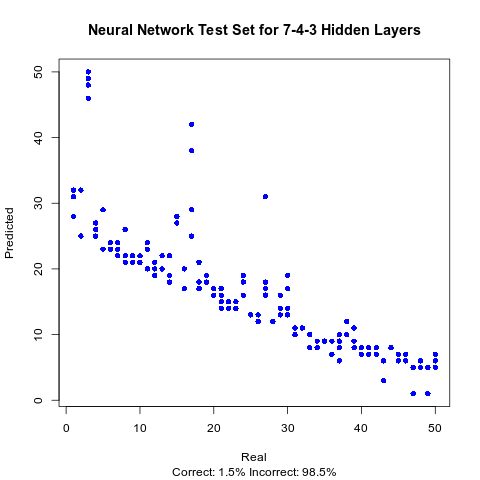 Neural Network Test Set for 7-4-3 Hidden Layers
Predicted
50
40
30
20
10
0
0 10 20 30 40 50
Real
Correct: 1.5% Incorrect: 98.5%